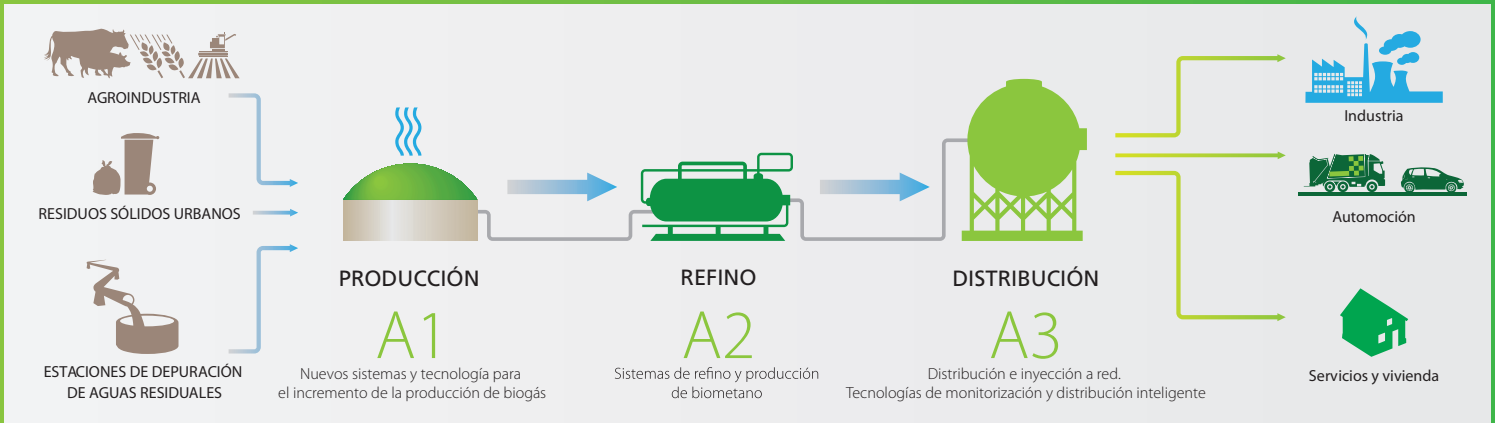 AGROINDUSTRIA
RESIDUOS SÓLIDOS URBANOS
ESTACIONES DE DEPURACIÓN
DE AGUAS RESIDUALES
PRODUCCIÓN
A1
Nuevos sistemas y tecnología para
el incremento de la producción de biogás
REFINO
A2
Sistemas de refino y producción
de biometano
DISTRIBUCIÓN
A3
Distribución e inyección a red.
Tecnologías de monitorización y distribución inteligente
Industria
Automoción
Servicios y vivienda